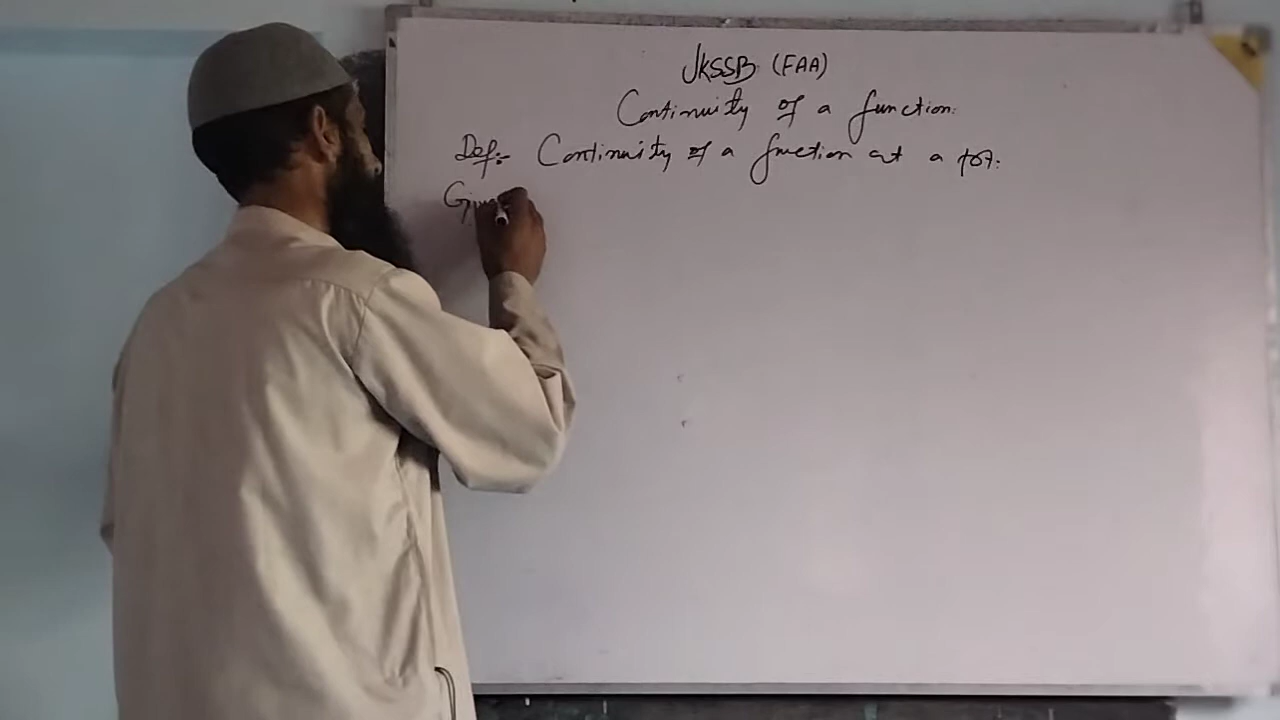 JKSSB (FAA)
Continuity of a function.
Def:- Continuity of a function at a pt.